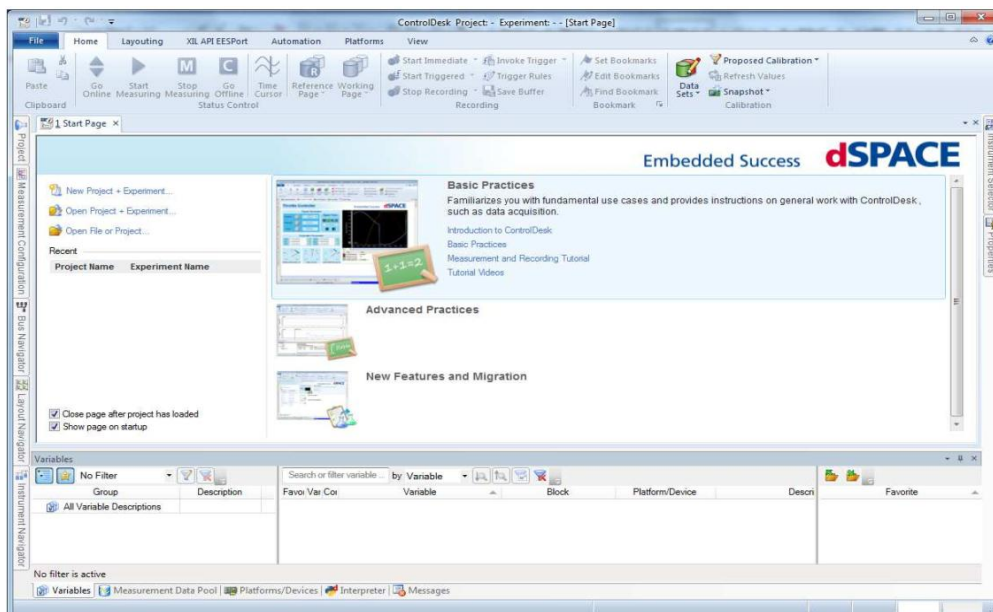 ControlDesk Project: - Experiment: - - [Start Page]
File Home Layouting XIL API EESPort Automation Platforms View
Paste
Clipboard
Go Online
Start Measuring
Stop Measuring
Go Offline
Status Control
Time Cursor
Reference Page
Working Page
Start Immediate Invoke Trigger
Start Triggered Trigger Rules
Stop Recording Save Buffer
Recording
Set Bookmarks
Edit Bookmarks
Find Bookmark
Bookmark
Data Sets
Proposed Calibration
Refresh Values
Snapshot
Calibration
1 Start Page
Project
Measurement Configuration
Bus Navigator
Layout Navigator
Instrument Navigator
Embedded Success dSPACE
New Project + Experiment...
Open Project + Experiment...
Open File or Project...
Recent
Project Name Experiment Name
Close page after project has loaded
Show page on startup
Basic Practices
Familiarizes you with fundamental use cases and provides instructions on general work with ControlDesk,
such as data acquisition.
Introduction to ControlDesk
Basic Practices
Measurement and Recording Tutorial
Tutorial Videos
1+1=2
Advanced Practices
New Features and Migration
Instrument Selector
Properties
Variables
No Filter
Group Description
All Variable Descriptions
Search or filter variable... by Variable
Favoi Vai Coi Variable Block Platform/Device Descri
Favorite
No filter is active
Variables Measurement Data Pool Platforms/Devices Interpreter Messages